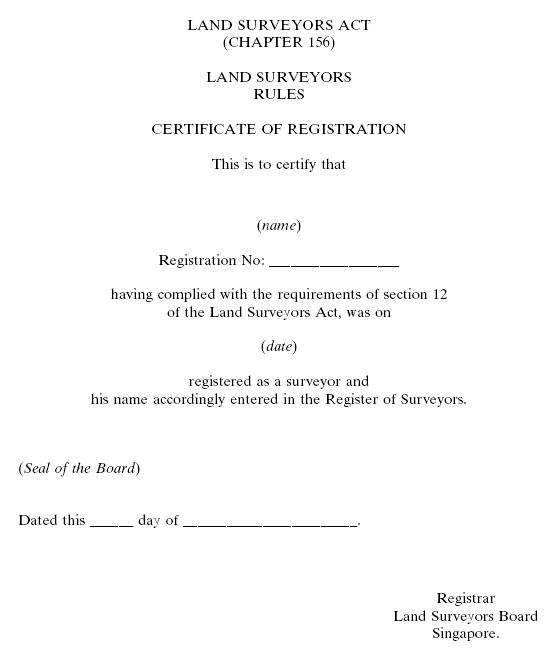 LAND SURVEYORS ACT
(CHAPTER 156)
LAND SURVEYORS
RULES
CERTIFICATE OF REGISTRATION
This is to certify that
(name)
Registration No: __________________
having complied with the requirements of section 12
of the Land Surveyors Act, was on
(date)
registered as a surveyor and
his name accordingly entered in the Register of Surveyors.
(Seal of the Board)
Dated this ______ day of ________________________.
Registrar
Land Surveyors Board
Singapore.